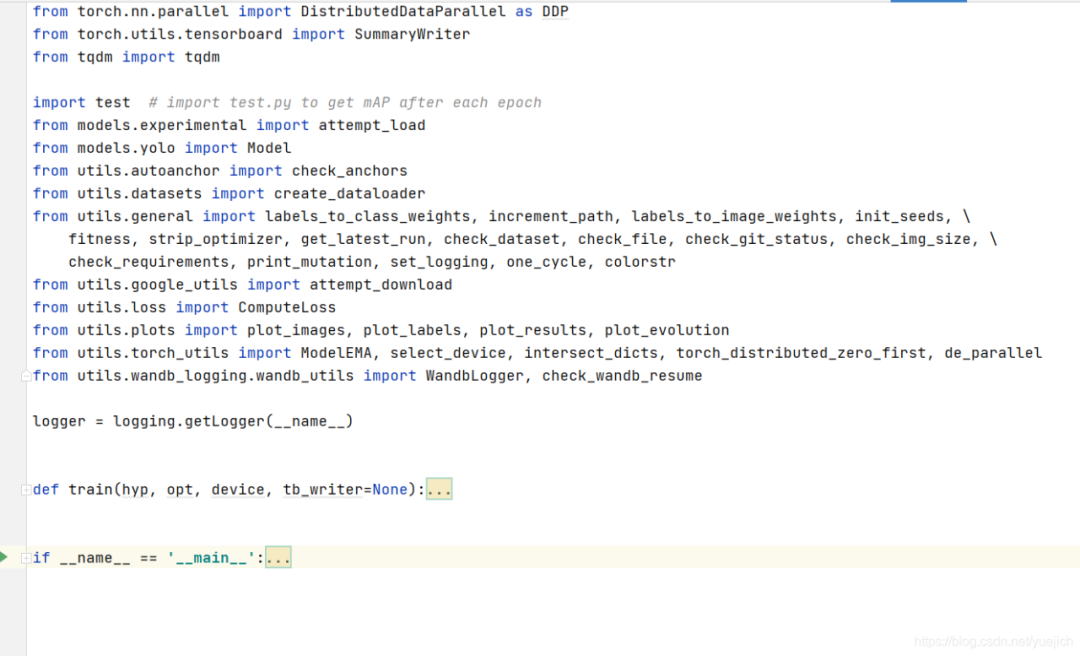 from torch.nn.parallel import DistributedDataParallel as DDP
from torch.utils.tensorboard import SummaryWriter
from tqdm import tqdm
import test  # import test.py to get mAP after each epoch
from models.experimental import attempt_load
from models.yolo import Model
from utils.autoanchor import check_anchors
from utils.datasets import create_dataloader
from utils.general import labels_to_class_weights, increment_path, labels_to_image_weights, init_seeds, \
    fitness, strip_optimizer, get_latest_run, check_dataset, check_file, check_git_status, check_img_size, \
    check_requirements, print_mutation, set_logging, one_cycle, colorstr
from utils.google_utils import attempt_download
from utils.loss import ComputeLoss
from utils.plots import plot_images, plot_labels, plot_results, plot_evolution
from utils.torch_utils import ModelEMA, select_device, intersect_dicts, torch_distributed_zero_first, de_parallel
from utils.wandb_logging.wandb_utils import WandbLogger, check_wandb_resume
logger = logging.getLogger(__name__)
def train(hyp, opt, device, tb_writer=None):...
if __name__ == '__main__':...
https://blog.csdn.net/yuejich